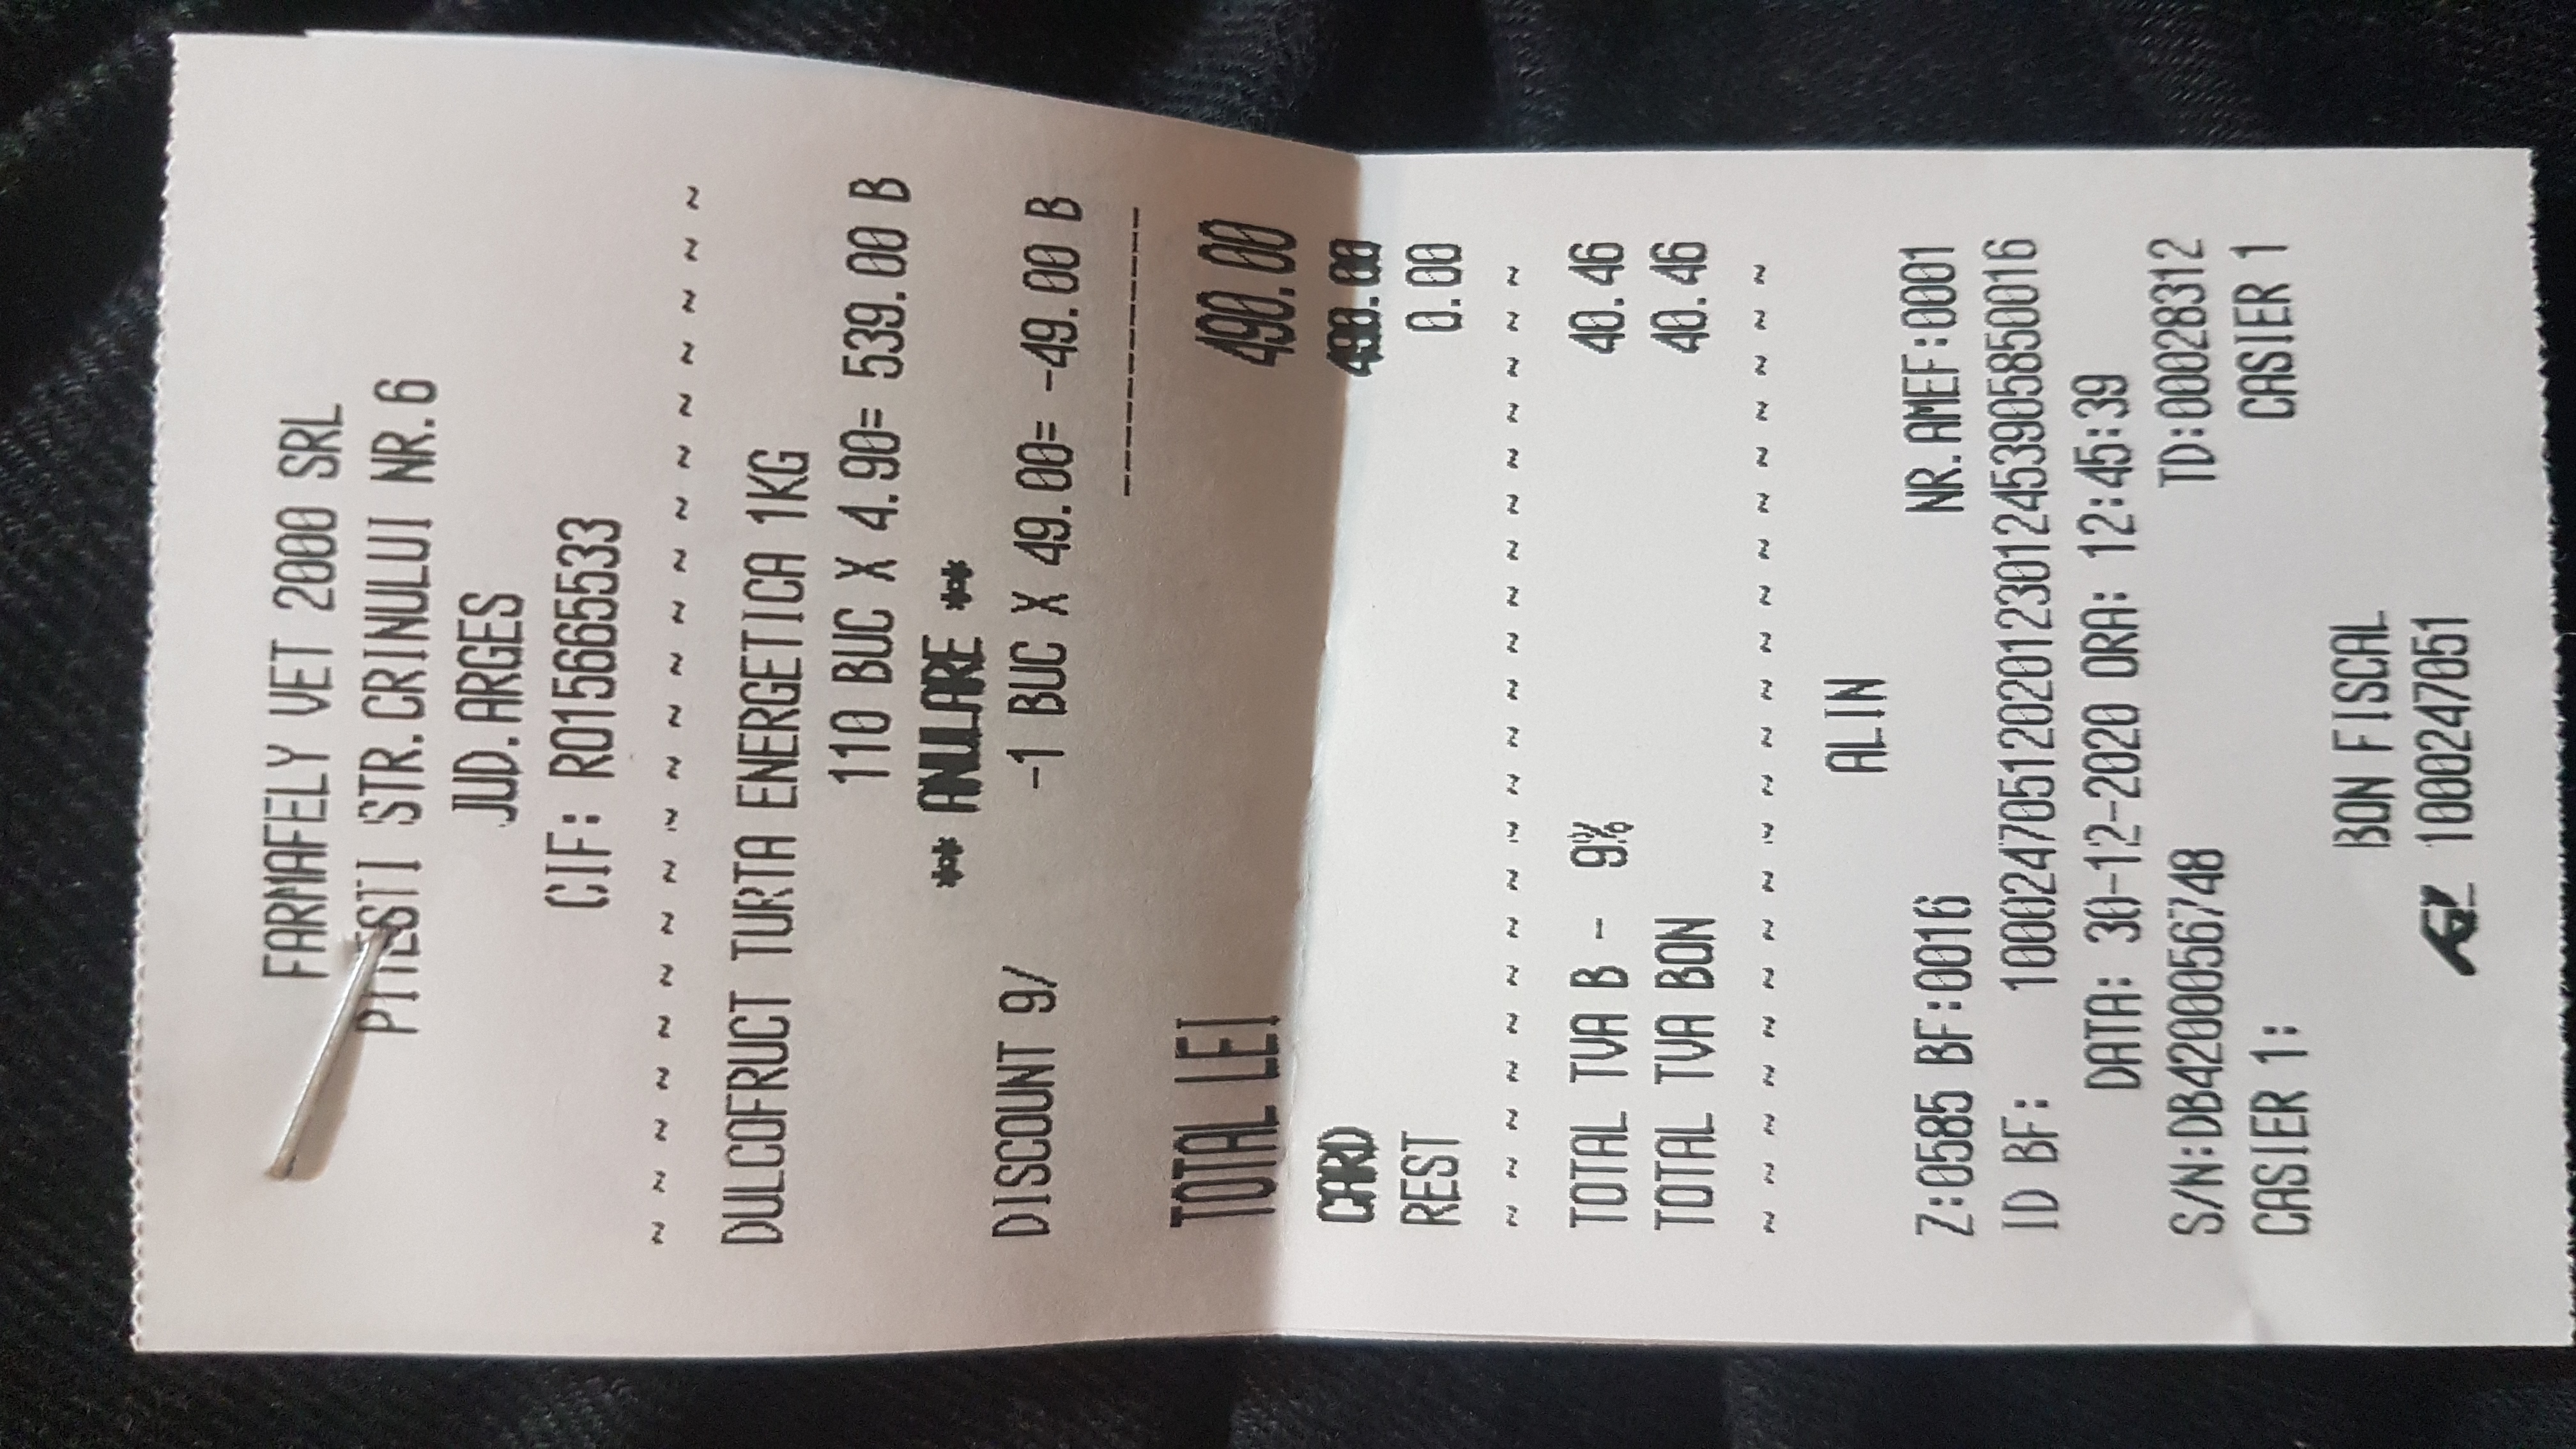 FARMAFELY VET 2000 SRL
PITESTI STR.CRINULUI NR.6
JUD.ARGES
CIF: RO15665533
~ ~ ~ ~ ~ ~ ~ ~ ~ ~ ~ ~ ~ ~ ~ ~ ~ ~ ~ ~ ~
DULCOFRUCT TURTA ENERGETICA 1KG
110 BUC X 4.90= 539.00 B
** ANULARE **
DISCOUNT 9/ -1 BUC X 49.00= -49.00 B
----------
TOTAL LEI 490.00
CARD 490.00
REST 0.00
~ ~ ~ ~ ~ ~ ~ ~ ~ ~ ~ ~ ~ ~ ~ ~ ~ ~ ~ ~ ~
TOTAL TVA B - 9% 40.46
TOTAL TVA BON 40.46
~ ~ ~ ~ ~ ~ ~ ~ ~ ~ ~ ~ ~ ~ ~ ~ ~ ~ ~ ~ ~
ALIN
Z:0585 BF:0016 NR.AMEF:0001
ID BF: 10002470512020123012453905850016
DATA: 30-12-2020 ORA: 12:45:39
S/N:DB4200056748 TD:00028312
CASIER 1: CASIER 1
BON FISCAL
1000247051